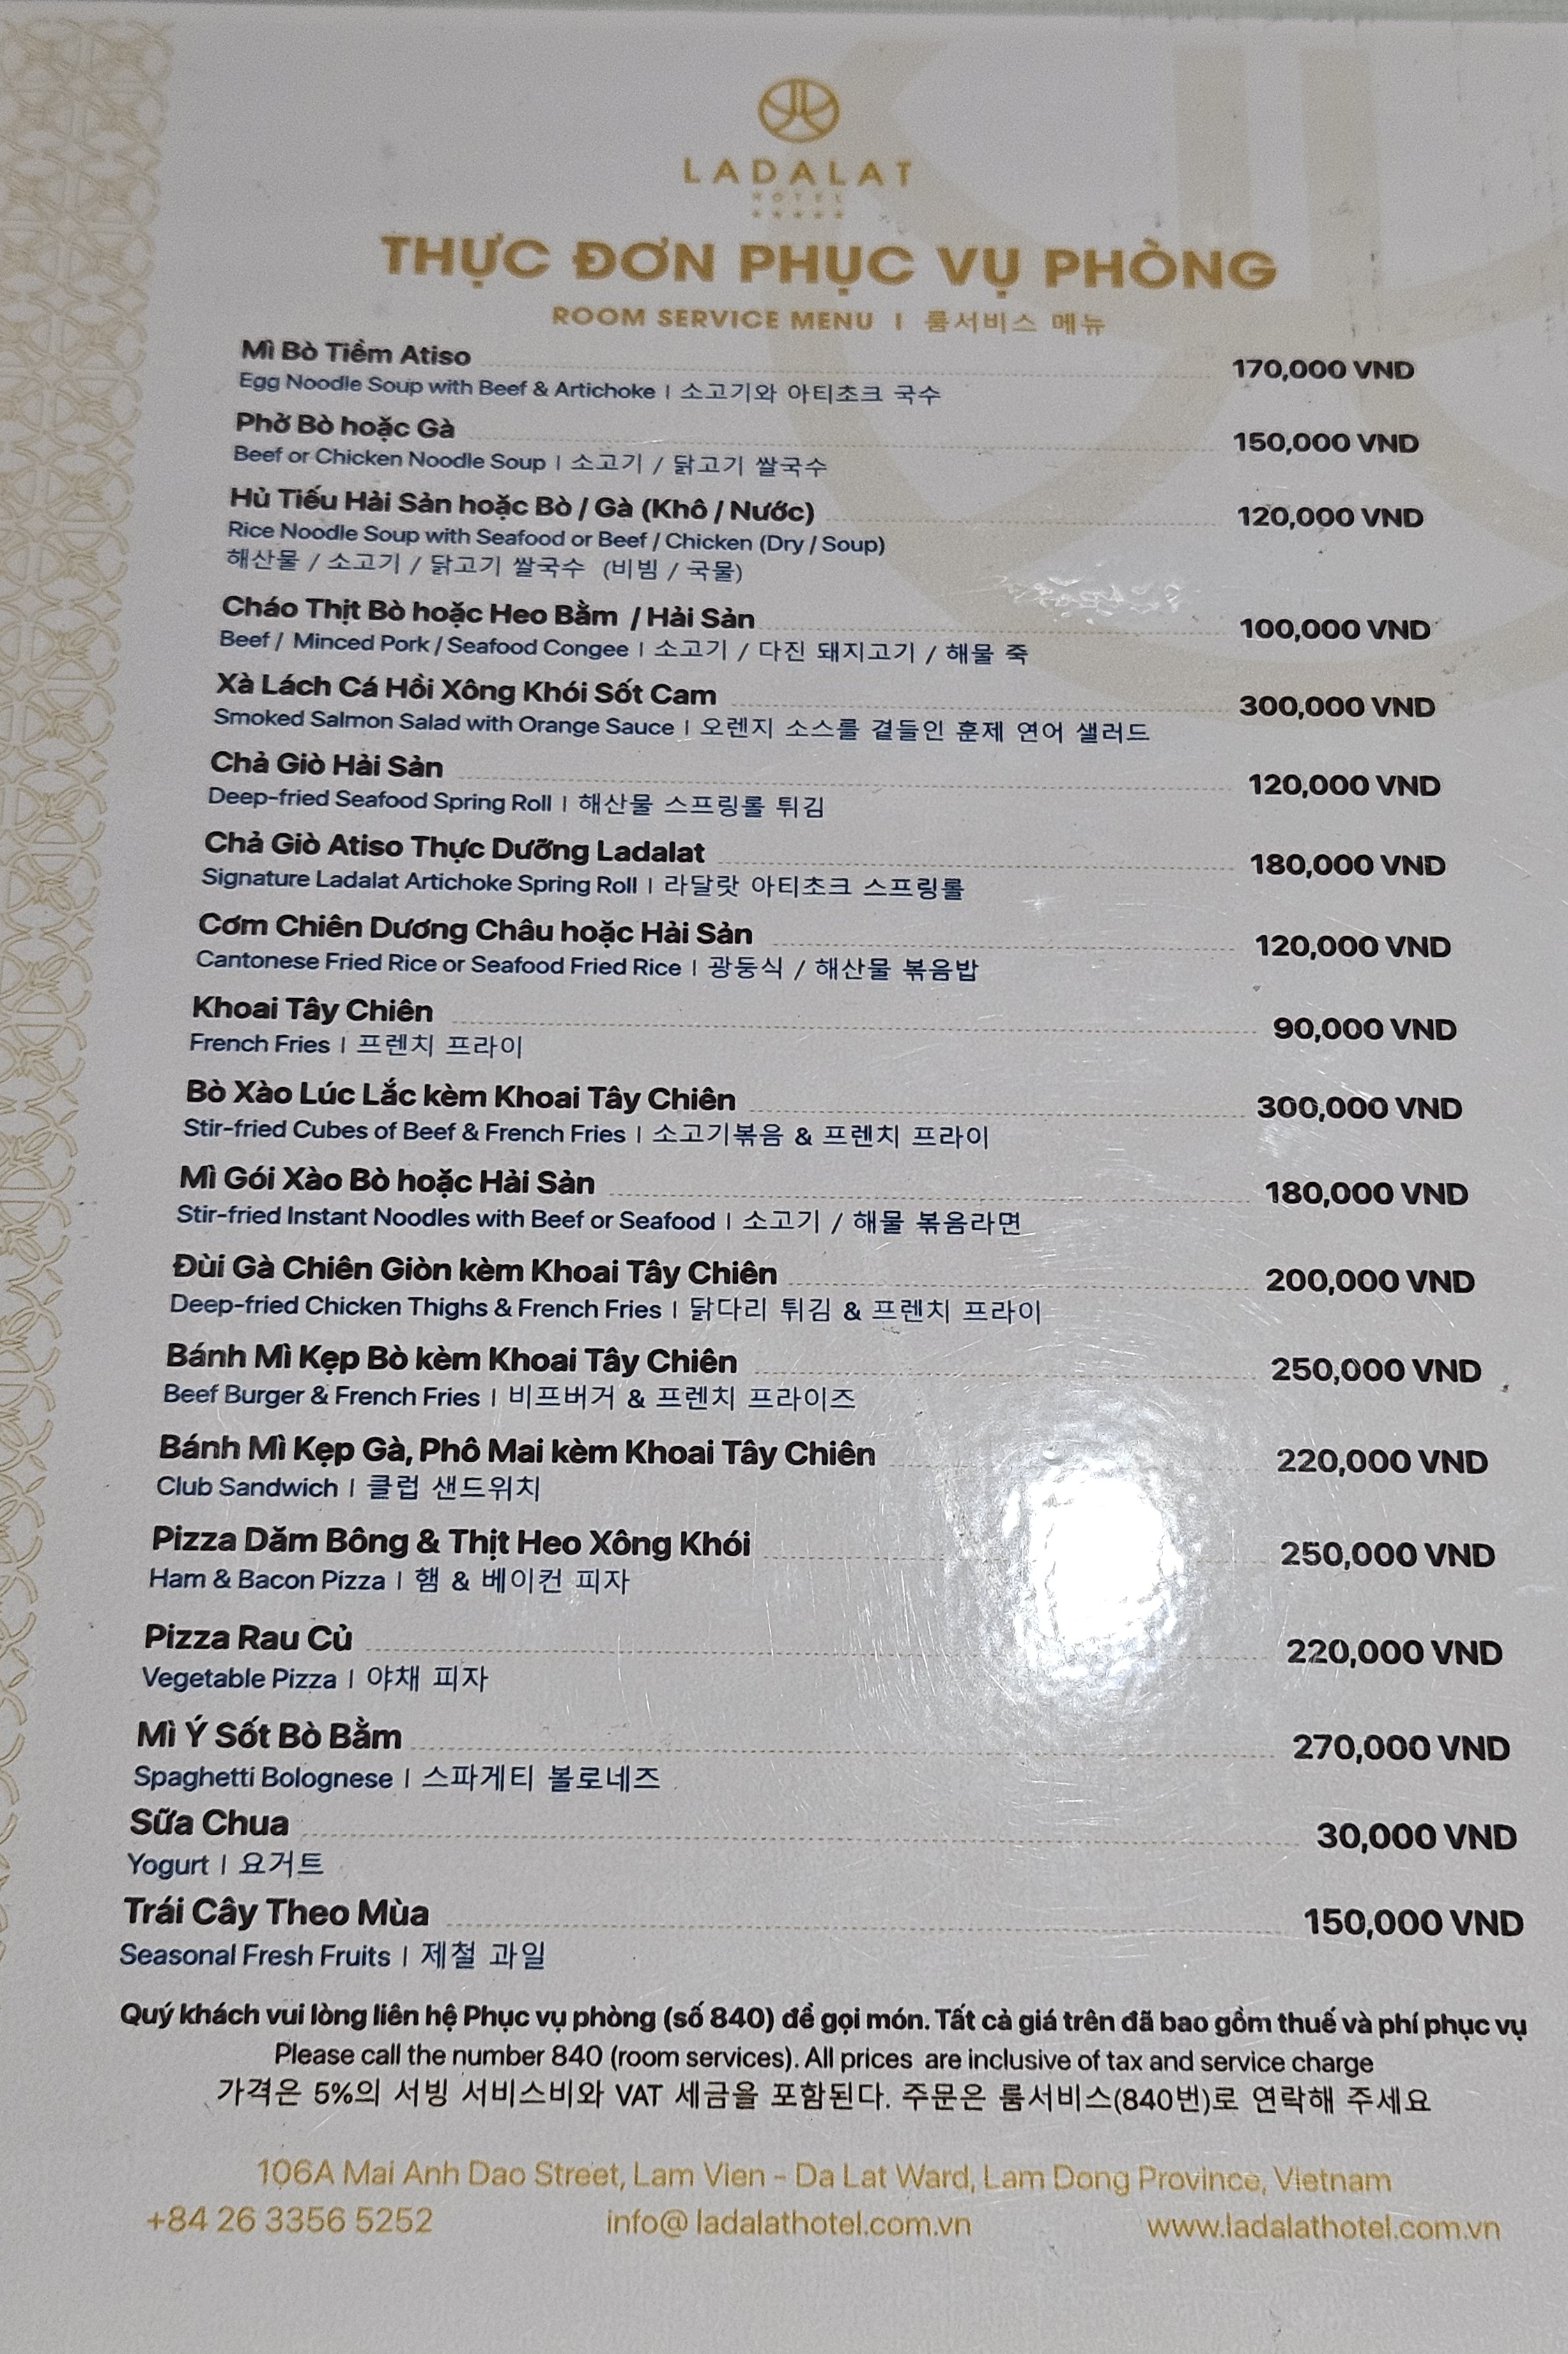 LADALAT
HOTEL
★★★★★
THỰC ĐƠN PHỤC VỤ PHÒNG
ROOM SERVICE MENU | 룸서비스 메뉴
Mì Bò Tiềm Atiso 170,000 VND
Egg Noodle Soup with Beef & Artichoke | 소고기와 아티초크 국수
Phở Bò hoặc Gà 150,000 VND
Beef or Chicken Noodle Soup | 소고기 / 닭고기 쌀국수
Hủ Tiếu Hải Sản hoặc Bò / Gà (Khô / Nước) 120,000 VND
Rice Noodle Soup with Seafood or Beef / Chicken (Dry / Soup)
해산물 / 소고기 / 닭고기 쌀국수 (비빔 / 국물)
Cháo Thịt Bò hoặc Heo Bằm / Hải Sản 100,000 VND
Beef / Minced Pork / Seafood Congee | 소고기 / 다진 돼지고기 / 해물 죽
Xà Lách Cá Hồi Xông Khói Sốt Cam 300,000 VND
Smoked Salmon Salad with Orange Sauce | 오렌지 소스를 곁들인 훈제 연어 샐러드
Chả Giò Hải Sản 120,000 VND
Deep-fried Seafood Spring Roll | 해산물 스프링롤 튀김
Chả Giò Atiso Thực Dưỡng Ladalat 180,000 VND
Signature Ladalat Artichoke Spring Roll | 라달랏 아티초크 스프링롤
Cơm Chiên Dương Châu hoặc Hải Sản 120,000 VND
Cantonese Fried Rice or Seafood Fried Rice | 광둥식 / 해산물 볶음밥
Khoai Tây Chiên 90,000 VND
French Fries | 프렌치 프라이
Bò Xào Lúc Lắc kèm Khoai Tây Chiên 300,000 VND
Stir-fried Cubes of Beef & French Fries | 소고기볶음 & 프렌치 프라이
Mì Gói Xào Bò hoặc Hải Sản 180,000 VND
Stir-fried Instant Noodles with Beef or Seafood | 소고기 / 해물 볶음라면
Đùi Gà Chiên Giòn kèm Khoai Tây Chiên 200,000 VND
Deep-fried Chicken Thighs & French Fries | 닭다리 튀김 & 프렌치 프라이
Bánh Mì Kẹp Bò kèm Khoai Tây Chiên 250,000 VND
Beef Burger & French Fries | 비프버거 & 프렌치 프라이즈
Bánh Mì Kẹp Gà, Phô Mai kèm Khoai Tây Chiên 220,000 VND
Club Sandwich | 클럽 샌드위치
Pizza Dăm Bông & Thịt Heo Xông Khói 250,000 VND
Ham & Bacon Pizza | 햄 & 베이컨 피자
Pizza Rau Củ 220,000 VND
Vegetable Pizza | 야채 피자
Mì Ý Sốt Bò Bằm 270,000 VND
Spaghetti Bolognese | 스파게티 볼로네즈
Sữa Chua 30,000 VND
Yogurt | 요거트
Trái Cây Theo Mùa 150,000 VND
Seasonal Fresh Fruits | 제철 과일
Quý khách vui lòng liên hệ Phục vụ phòng (số 840) để gọi món. Tất cả giá trên đã bao gồm thuế và phí phục vụ
Please call the number 840 (room services). All prices are inclusive of tax and service charge
가격은 5%의 서빙 서비스비와 VAT 세금을 포함된다. 주문은 룸서비스(840번)로 연락해 주세요
106A Mai Anh Dao Street, Lam Vien - Da Lat Ward, Lam Dong Province, Vietnam
+84 26 3356 5252 info@ ladalathotel.com.vn www.ladalathotel.com.vn